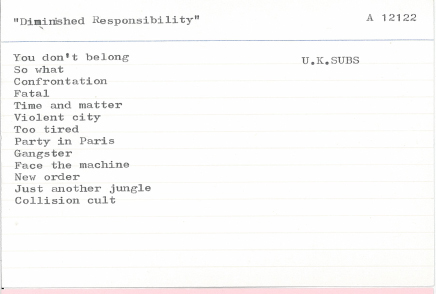 "Diminished Responsibility" A 12122
You don't belong U.K.SUBS
So what
Confrontation
Fatal
Time and matter
Violent city
Too tired
Party in Paris
Gangster
Face the machine
New order
Just another jungle
Collision cult